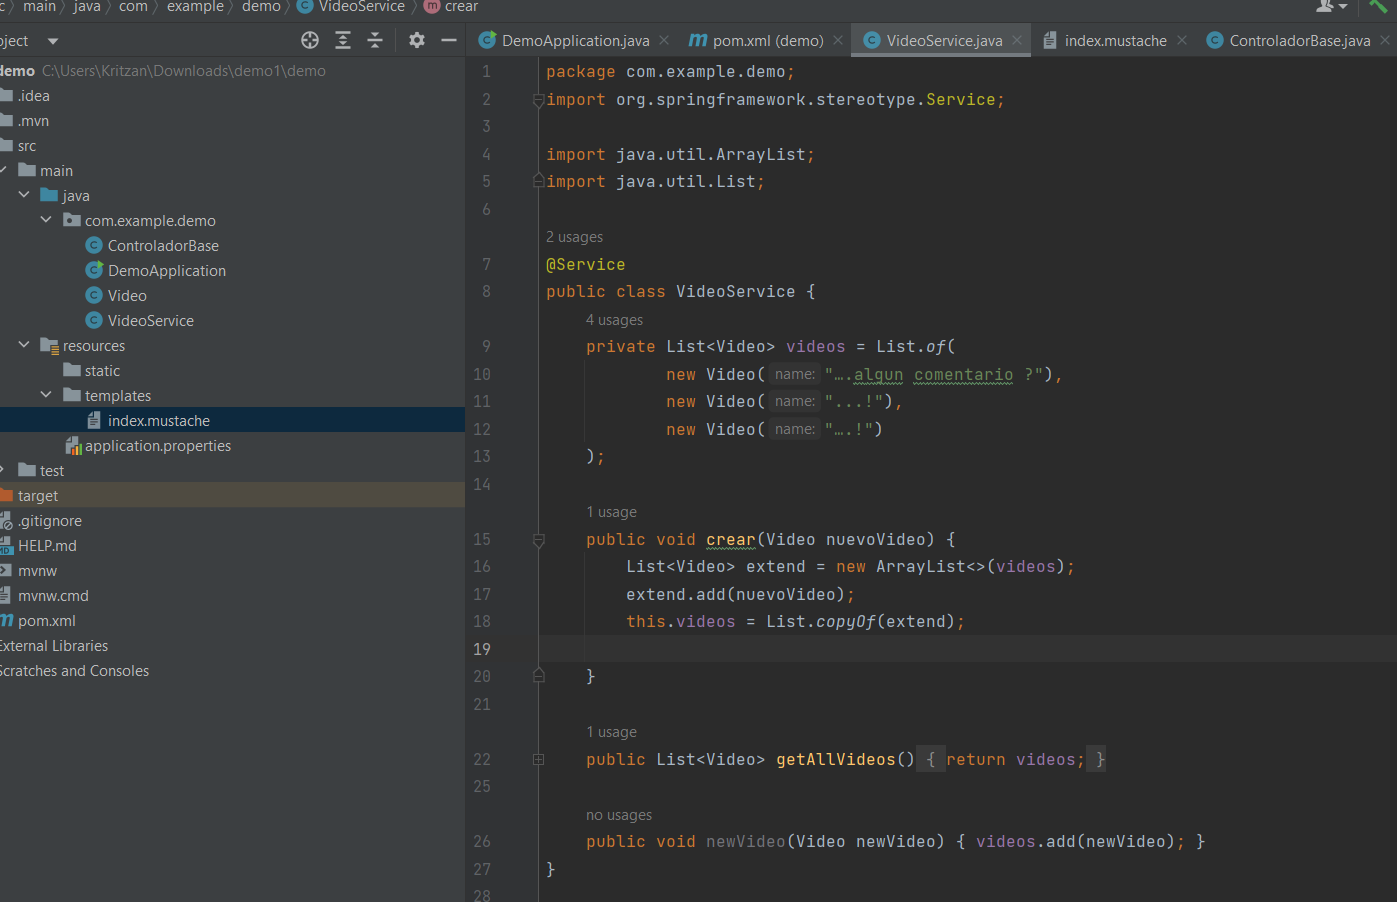 c main java com example demo VideoService crear
ject
DemoApplication.java pom.xml (demo) VideoService.java index.mustache ControladorBase.java
demo C:\Users\Kritzan\Downloads\demo1\demo
.idea
.mvn
src
main
java
com.example.demo
ControladorBase
DemoApplication
Video
VideoService
resources
static
templates
index.mustache
application.properties
test
target
.gitignore
HELP.md
mvnw
mvnw.cmd
pom.xml
External Libraries
Scratches and Consoles
1 package com.example.demo;
2 import org.springframework.stereotype.Service;
3
4 import java.util.ArrayList;
5 import java.util.List;
6
2 usages
7 @Service
8 public class VideoService {
4 usages
9 private List<Video> videos = List.of(
10 new Video( name: "….algun comentario ?"),
11 new Video( name: "...!"),
12 new Video( name: "….!")
13 );
14
1 usage
15 public void crear(Video nuevoVideo) {
16 List<Video> extend = new ArrayList<>(videos);
17 extend.add(nuevoVideo);
18 this.videos = List.copyOf(extend);
19
20 }
21
1 usage
22 public List<Video> getAllVideos() { return videos; }
25
no usages
26 public void newVideo(Video newVideo) { videos.add(newVideo); }
27 }
28